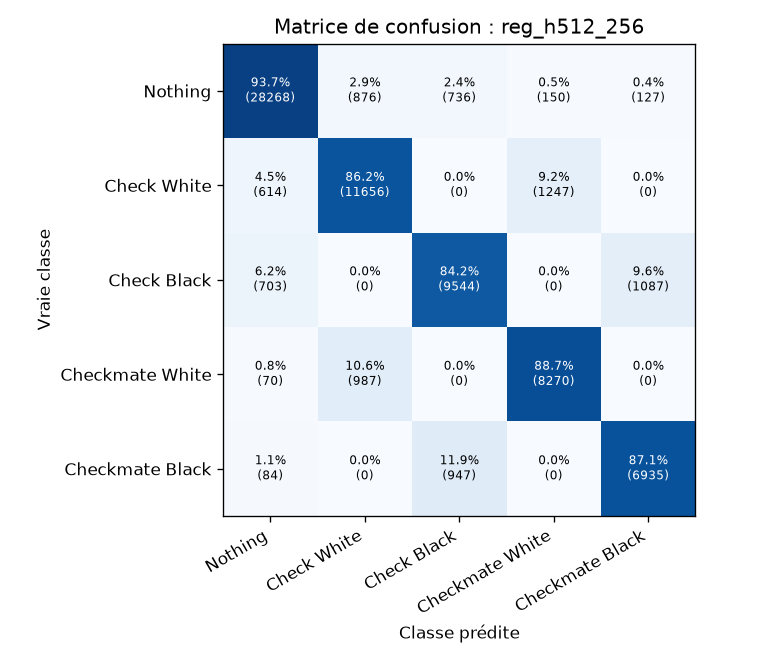 Matrice de confusion : reg_h512_256
Nothing
93.7% 2.9% 2.4% 0.5% 0.4%
(28268) (876) (736) (150) (127)
Check White
4.5% 86.2% 0.0% 9.2% 0.0%
(614) (11656) (0) (1247) (0)
Check Black
6.2% 0.0% 84.2% 0.0% 9.6%
(703) (0) (9544) (0) (1087)
Checkmate White
0.8% 10.6% 0.0% 88.7% 0.0%
(70) (987) (0) (8270) (0)
Checkmate Black
1.1% 0.0% 11.9% 0.0% 87.1%
(84) (0) (947) (0) (6935)
Vraie classe
Nothing
Check White
Check Black
Checkmate White
Checkmate Black
Classe prédite